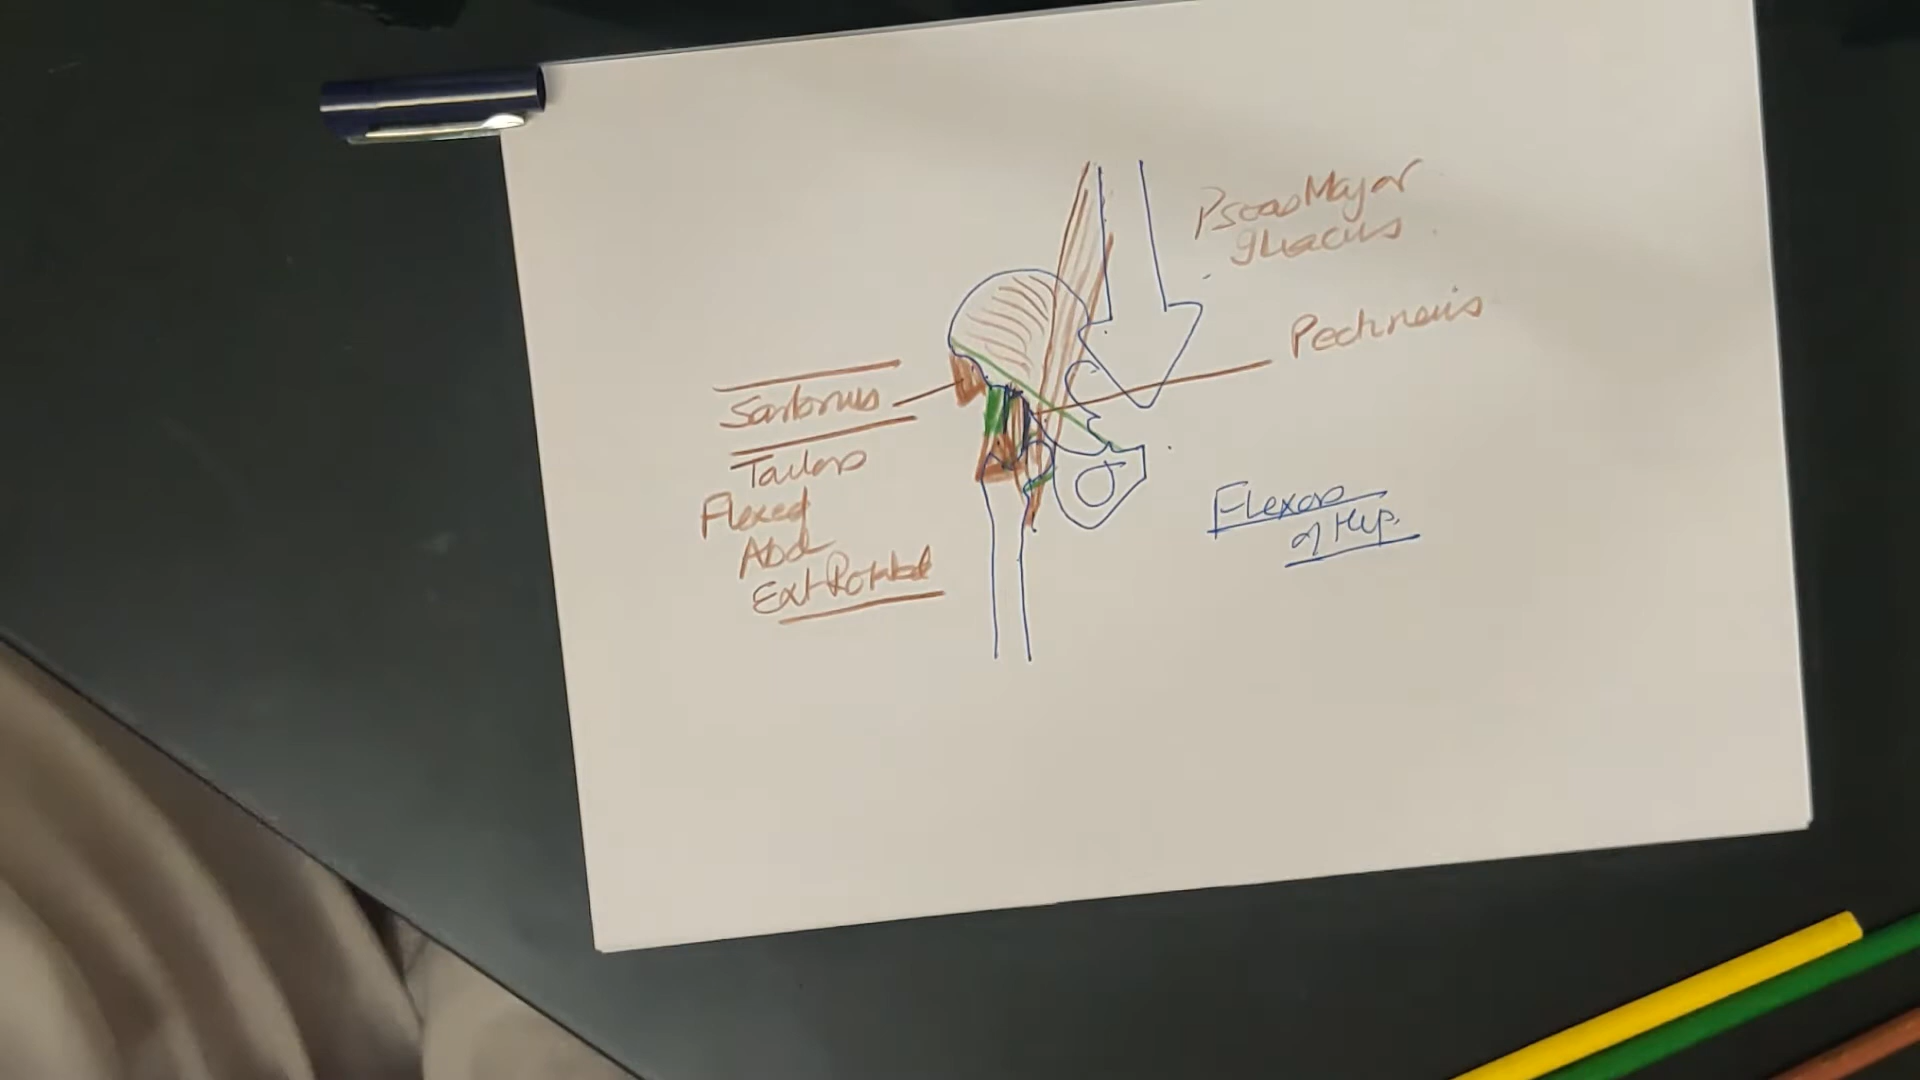 Psoas Major
Iliacus
Pectineus
Sartorius
Tailors
Flexed
Abd
Ext Rotated
Flexors
of Hip.